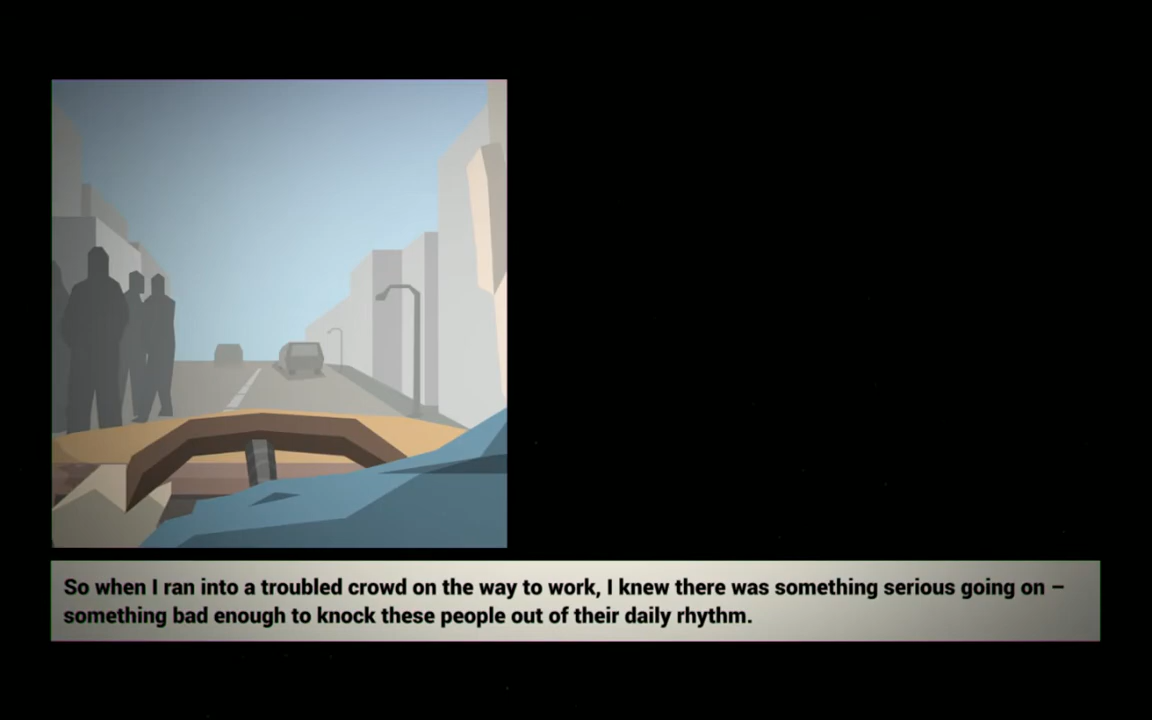 So when I ran into a troubled crowd on the way to work, I knew there was something serious going on –
something bad enough to knock these people out of their daily rhythm.